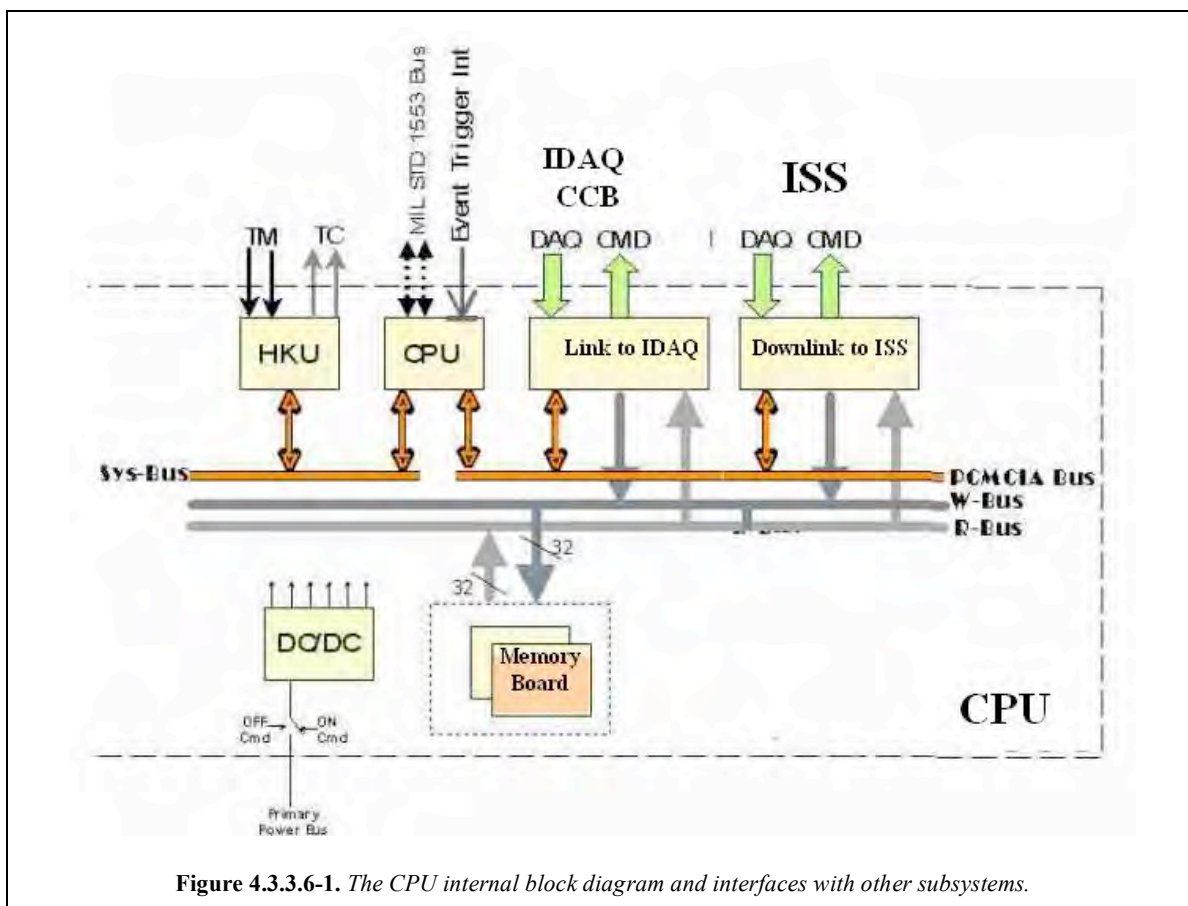 MIL STD 1553 Bus
Event Trigger Int
IDAQ
CCB
ISS
TM TC
DAQ CMD
DAQ CMD
HKU
CPU
Link to IDAQ
Downlink to ISS
Sys-Bus
PCMCIA Bus
W-Bus
R-Bus
32
32
DC/DC
Memory
Board
CPU
OFF
Cmd
ON
Cmd
Primary
Power Bus
Figure 4.3.3.6-1. The CPU internal block diagram and interfaces with other subsystems.